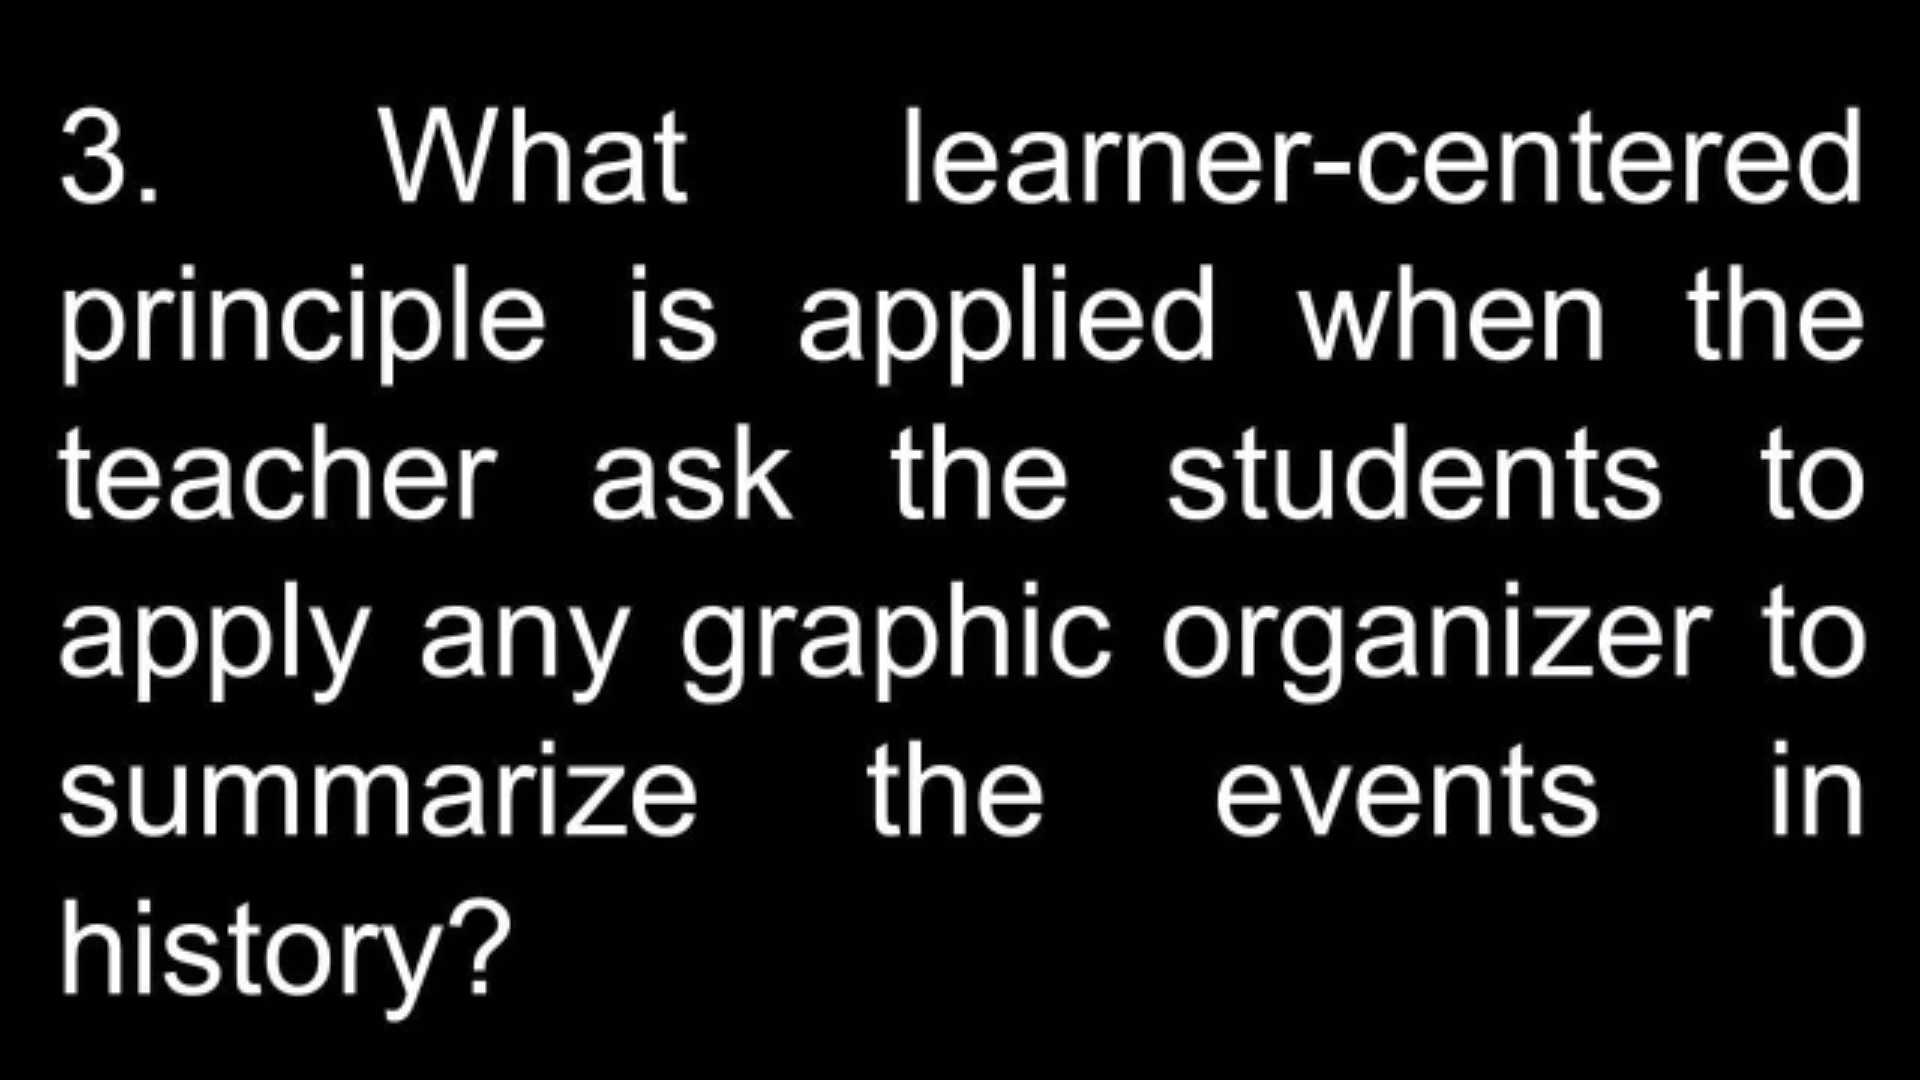 3. What learner-centered
principle is applied when the
teacher ask the students to
apply any graphic organizer to
summarize the events in
history?